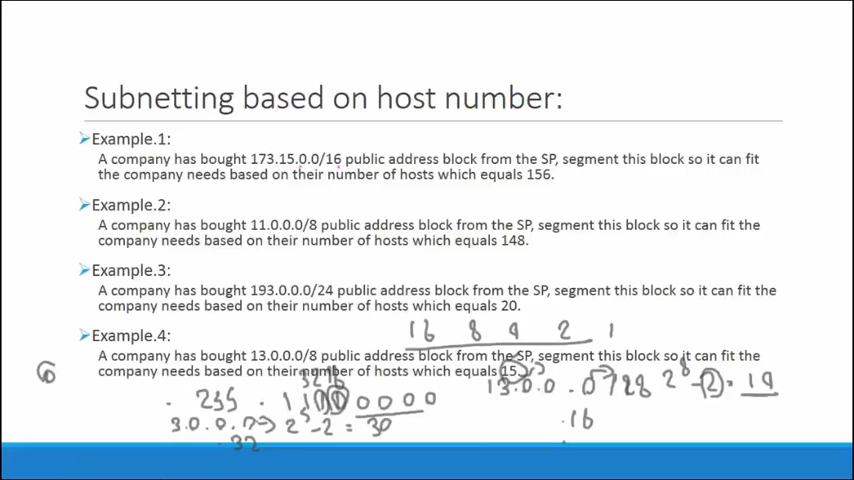 Subnetting based on host number:
Example.1:
A company has bought 173.15.0.0/16 public address block from the SP, segment this block so it can fit
the company needs based on their number of hosts which equals 156.
Example.2:
A company has bought 11.0.0.0/8 public address block from the SP, segment this block so it can fit the
company needs based on their number of hosts which equals 148.
Example.3:
A company has bought 193.0.0.0/24 public address block from the SP, segment this block so it can fit the
company needs based on their number of hosts which equals 20.
16 8 4 2 1
Example.4:
A company has bought 13.0.0.0/8 public address block from the SP, segment this block so it can fit the
company needs based on their number of hosts which equals 15.
32 16
13.0.0
. 255 .
0 0 0 0
2⁵ -2 = 30
. 32
.16